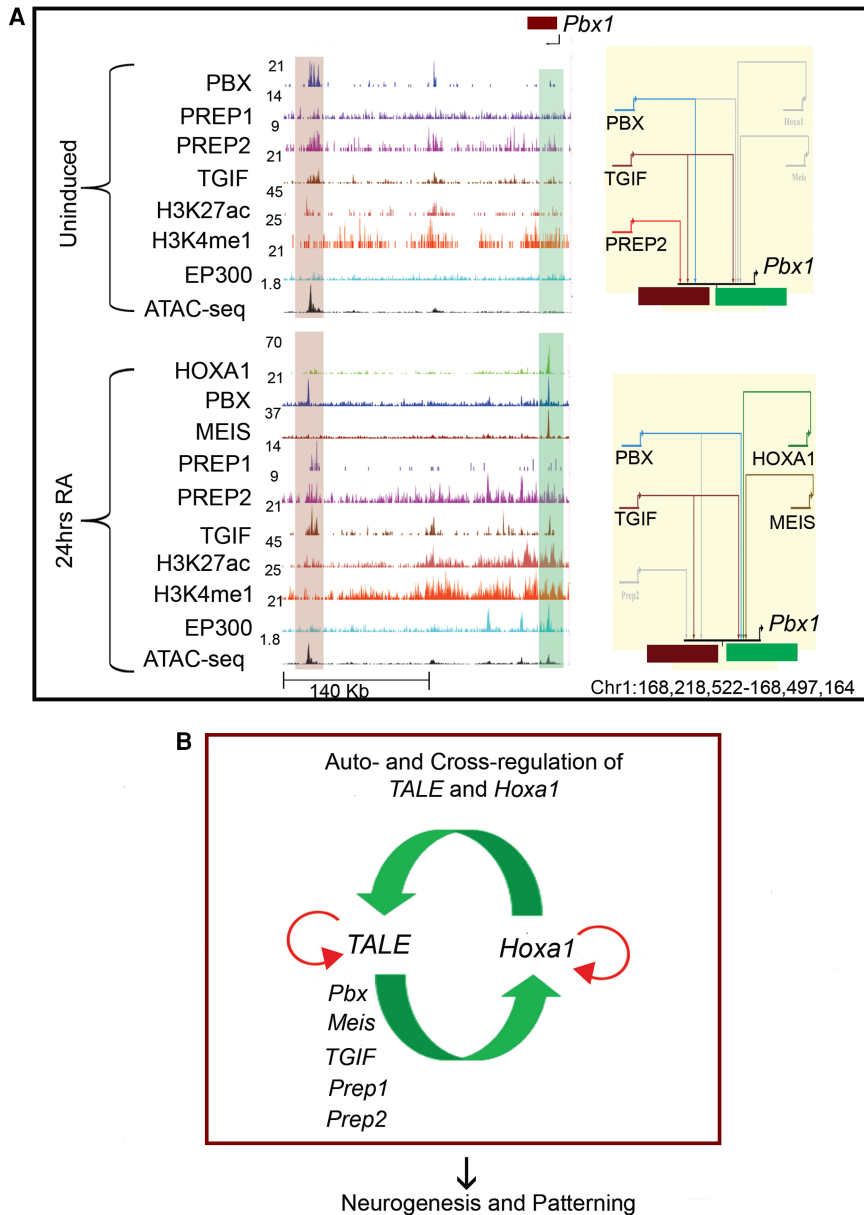 A
Pbx1
Uninduced
21
PBX
14
PREP1
9
PREP2
21
TGIF
45
H3K27ac
25
H3K4me1
21
EP300
1.8
ATAC-seq
PBX
Hoxa1
TGIF
Meis
PREP2
Pbx1
24hrs RA
70
HOXA1
21
PBX
37
MEIS
14
PREP1
9
PREP2
21
TGIF
45
H3K27ac
25
H3K4me1
21
EP300
1.8
ATAC-seq
140 Kb
PBX
HOXA1
TGIF
MEIS
Prep2
Pbx1
Chr1:168,218,522-168,497,164
B
Auto- and Cross-regulation of
TALE and Hoxa1
TALE
Hoxa1
Pbx
Meis
TGIF
Prep1
Prep2
Neurogenesis and Patterning